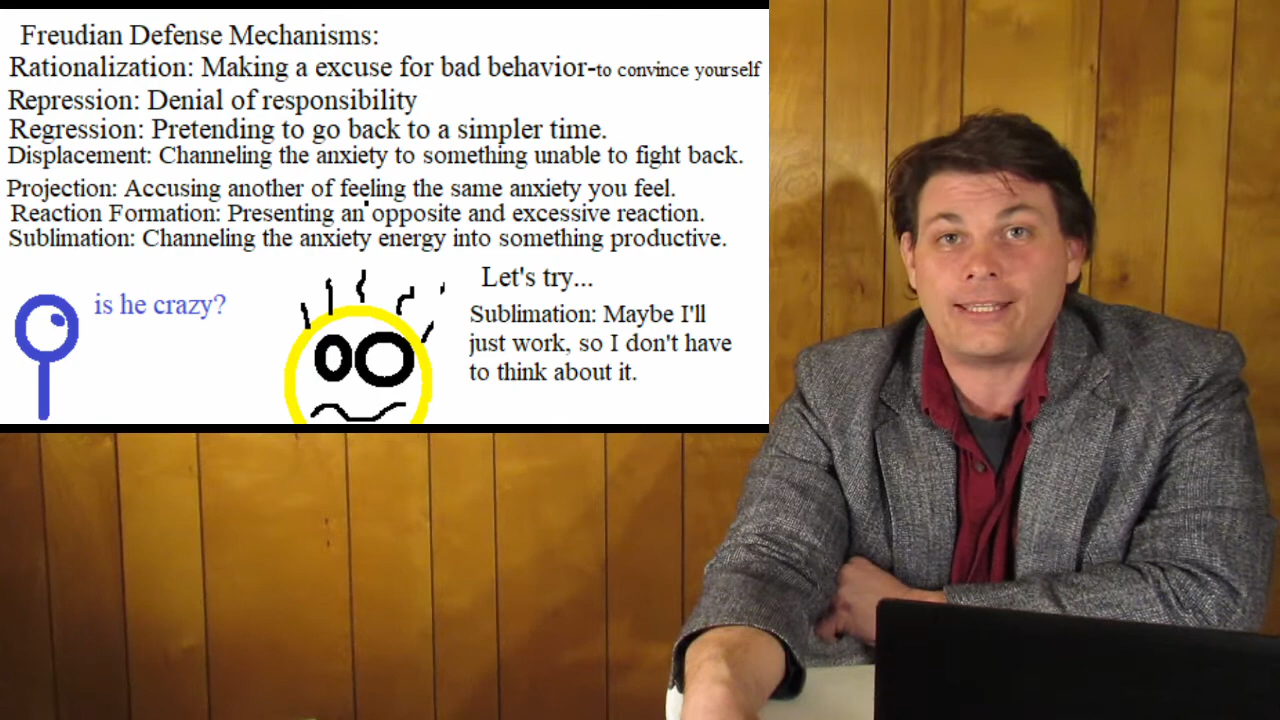 Freudian Defense Mechanisms:
Rationalization: Making a excuse for bad behavior-to convince yourself
Repression: Denial of responsibility
Regression: Pretending to go back to a simpler time.
Displacement: Channeling the anxiety to something unable to fight back.
Projection: Accusing another of feeling the same anxiety you feel.
Reaction Formation: Presenting an opposite and excessive reaction.
Sublimation: Channeling the anxiety energy into something productive.
is he crazy?
Let's try...
Sublimation: Maybe I'll
just work, so I don't have
to think about it.